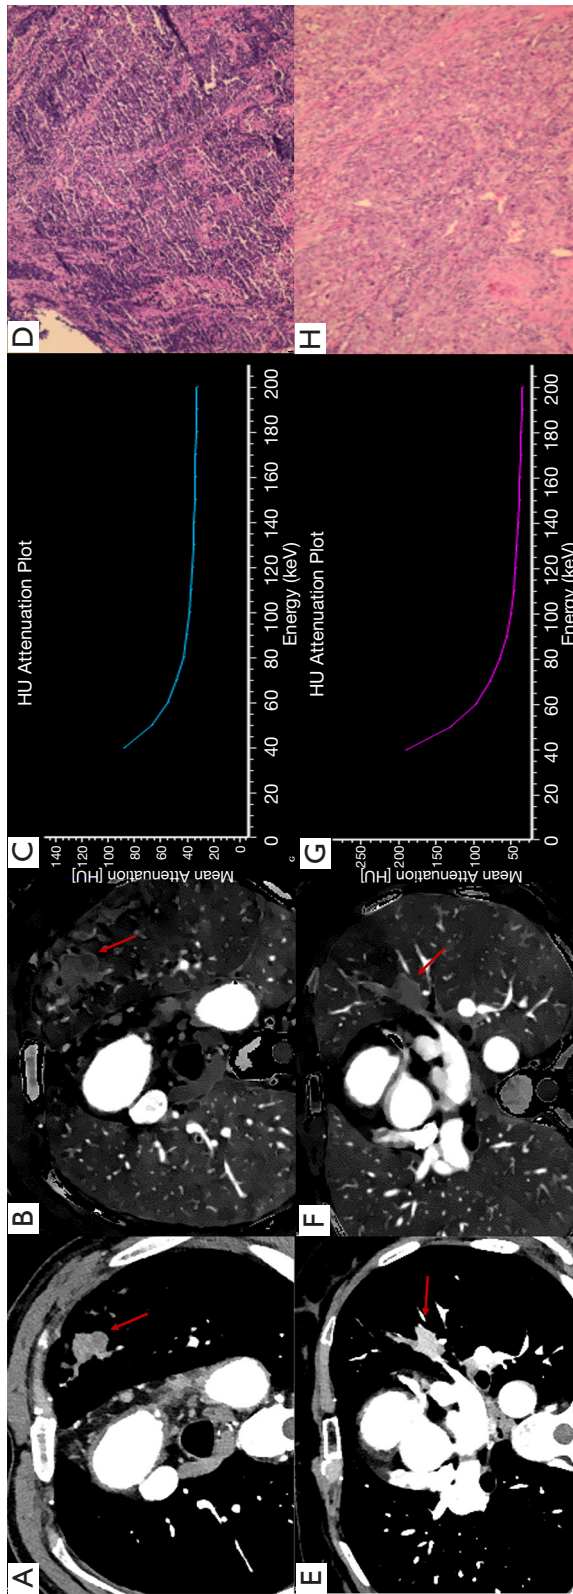 A
B
C
HU Attenuation Plot
Mean Attenuation [HU]
140
120
100
80
60
40
20
0
0 20 40 60 80 100 120 140 160 180 200
Energy (keV)
D
E
F
G
HU Attenuation Plot
Mean Attenuation [HU]
250
200
150
100
50
0 20 40 60 80 100 120 140 160 180 200
Energy (keV)
H